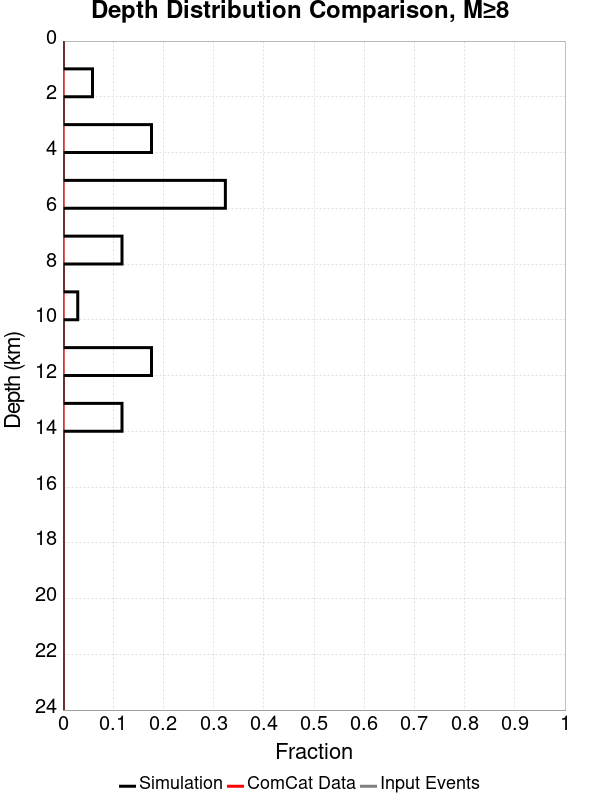 Depth Distribution Comparison, M≥8
0
2
4
6
8
10
12
14
16
18
20
22
24
Depth (km)
0 0.1 0.2 0.3 0.4 0.5 0.6 0.7 0.8 0.9 1
Fraction
Simulation ComCat Data Input Events